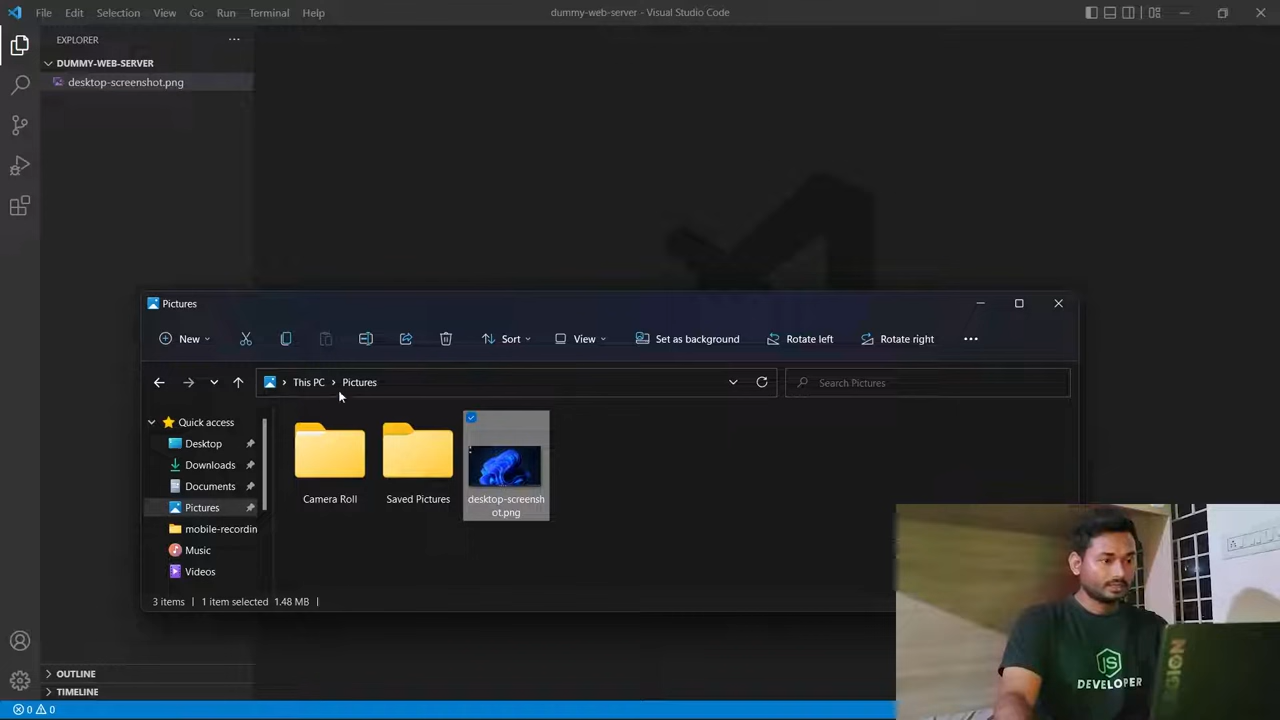 File Edit Selection View Go Run Terminal Help
dummy-web-server - Visual Studio Code
EXPLORER
DUMMY-WEB-SERVER
desktop-screenshot.png
Pictures
New
Sort
View
Set as background
Rotate left
Rotate right
This PC
Pictures
Search Pictures
Quick access
Desktop
Downloads
Documents
Pictures
mobile-recordin
Music
Videos
Camera Roll
Saved Pictures
desktop-screensh
ot.png
3 items
1 item selected 1.48 MB
OUTLINE
TIMELINE
0
0
JS
DEVELOPER
LEGION